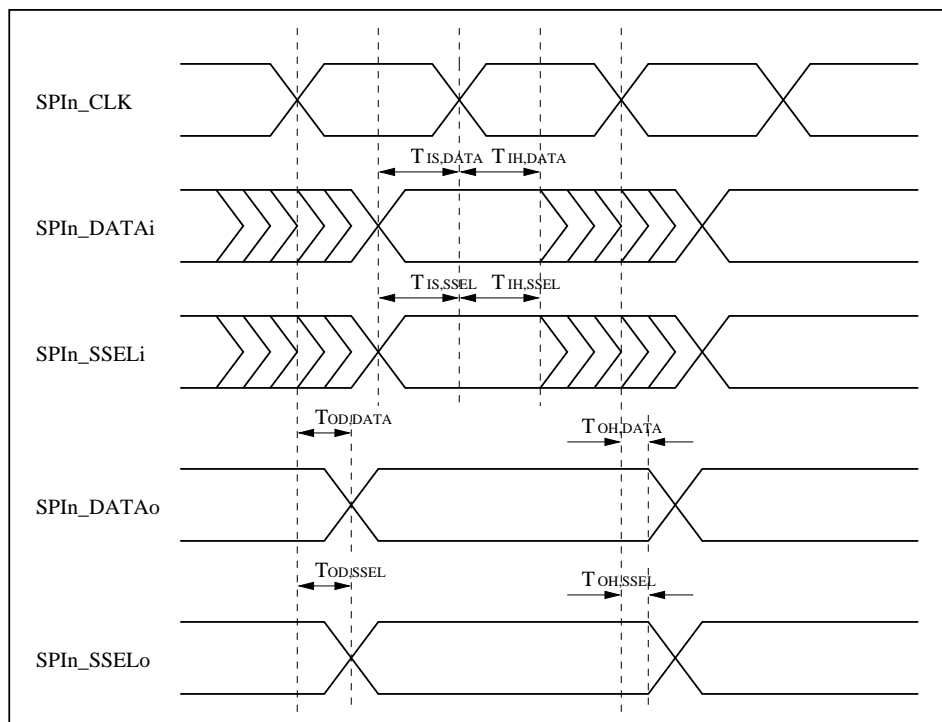 SPIn_CLK
TIS,DATA TIH,DATA
SPIn_DATAi
TIS,SSEL TIH,SSEL
SPIn_SSELi
TOD,DATA TOH,DATA
SPIn_DATAo
TOD,SSEL TOH,SSEL
SPIn_SSELo